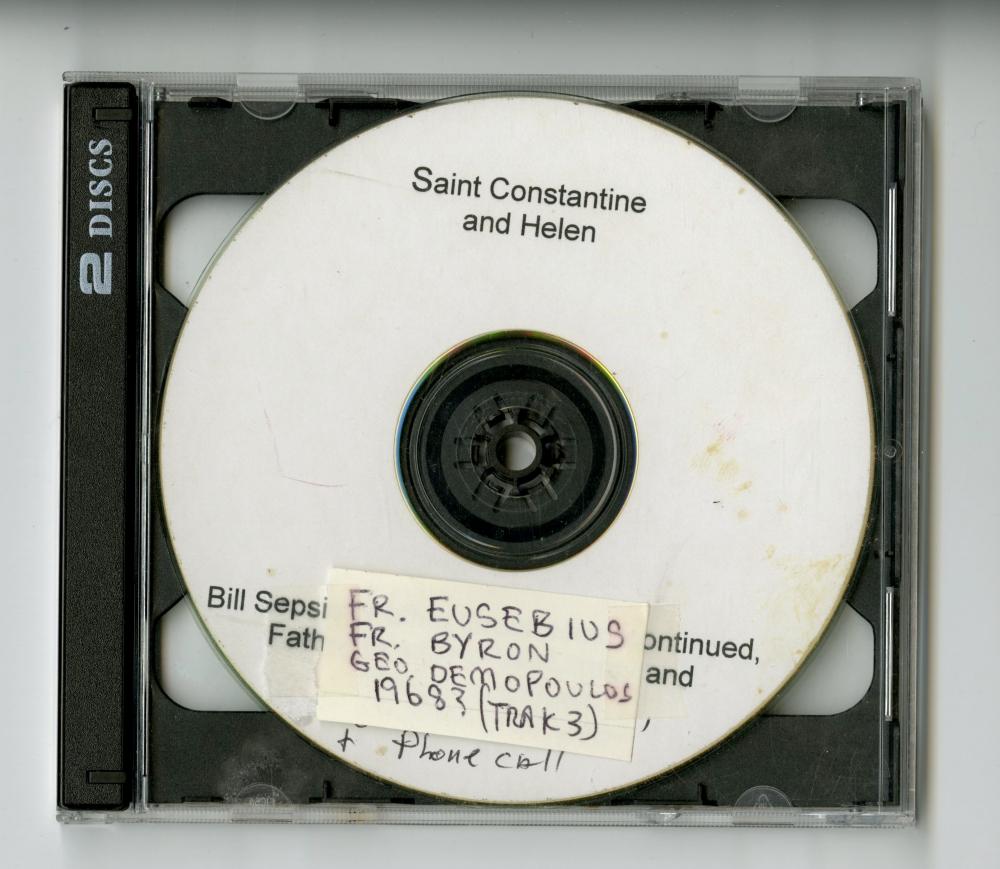 2 DISCS
Saint Constantine
and Helen
Bill Sepsi
ontinued,
Fath
and
FR. EUSEBIUS
FR. BYRON
GEO. DEMOPOULOS
1968? (TRAK 3)
+ Phone call